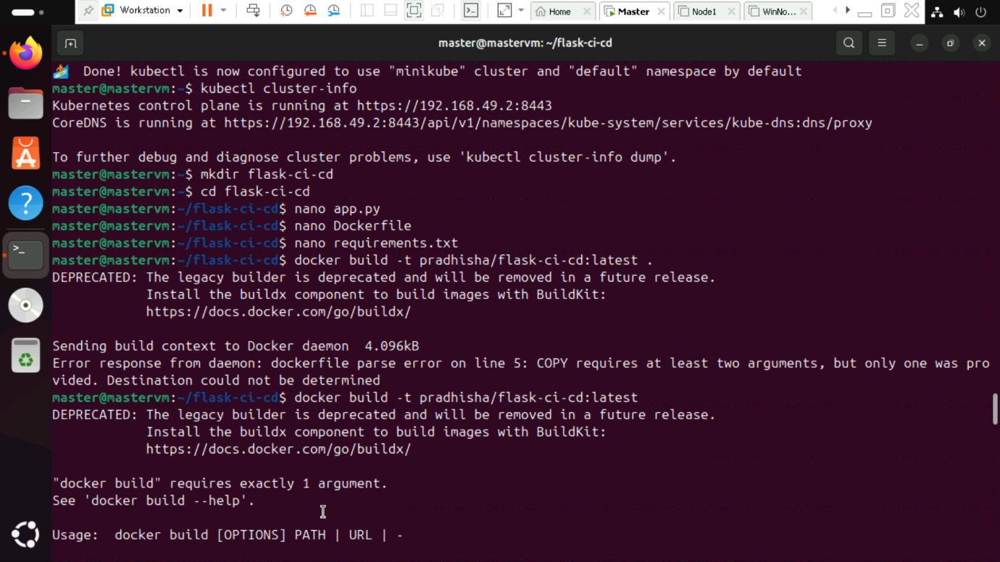 Workstation
Home
Master
Node1
WinNo...
master@mastervm: ~/flask-ci-cd
Done! kubectl is now configured to use "minikube" cluster and "default" namespace by default
master@mastervm:~$ kubectl cluster-info
Kubernetes control plane is running at https://192.168.49.2:8443
CoreDNS is running at https://192.168.49.2:8443/api/v1/namespaces/kube-system/services/kube-dns:dns/proxy
To further debug and diagnose cluster problems, use 'kubectl cluster-info dump'.
master@mastervm:~$ mkdir flask-ci-cd
master@mastervm:~$ cd flask-ci-cd
master@mastervm:~/flask-ci-cd$ nano app.py
master@mastervm:~/flask-ci-cd$ nano Dockerfile
master@mastervm:~/flask-ci-cd$ nano requirements.txt
master@mastervm:~/flask-ci-cd$ docker build -t pradhisha/flask-ci-cd:latest .
DEPRECATED: The legacy builder is deprecated and will be removed in a future release.
Install the buildx component to build images with BuildKit:
https://docs.docker.com/go/buildx/
Sending build context to Docker daemon  4.096kB
Error response from daemon: dockerfile parse error on line 5: COPY requires at least two arguments, but only one was pro
vided. Destination could not be determined
master@mastervm:~/flask-ci-cd$ docker build -t pradhisha/flask-ci-cd:latest
DEPRECATED: The legacy builder is deprecated and will be removed in a future release.
Install the buildx component to build images with BuildKit:
https://docs.docker.com/go/buildx/
"docker build" requires exactly 1 argument.
See 'docker build --help'.
Usage:  docker build [OPTIONS] PATH | URL | -